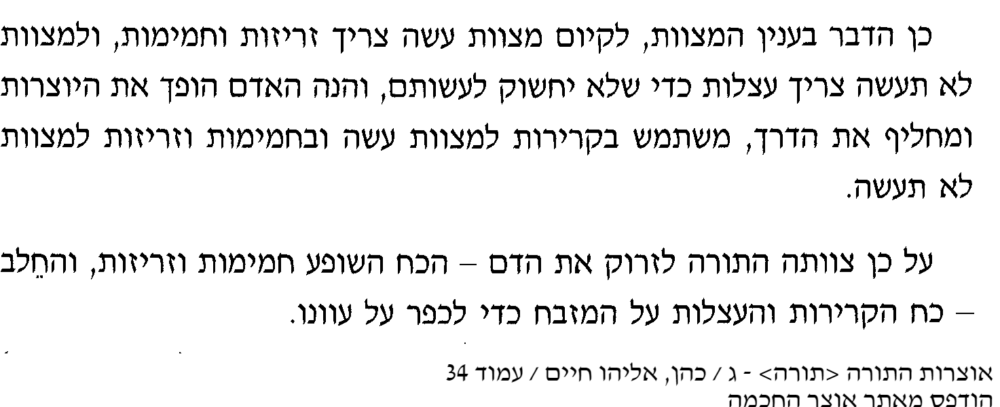 כן הדבר בענין המצוות, לקיום מצוות עשה צריך זריזות וחמימות, ולמצוות
לא תעשה צריך עצלות כדי שלא יחשוק לעשותם, והנה האדם הופך את היוצרות
ומחליף את הדרך, משתמש בקרירות למצוות עשה ובחמימות וזריזות למצוות
לא תעשה.
על כן צוותה התורה לזרוק את הדם – הכח השופע חמימות וזריזות, והחֵלב
– כח הקרירות והעצלות על המזבח כדי לכפר על עוונו.
אוצרות התורה <תורה> - ג / כהן, אליהו חיים / עמוד 34
הודפס מאתר אוצר החכמה